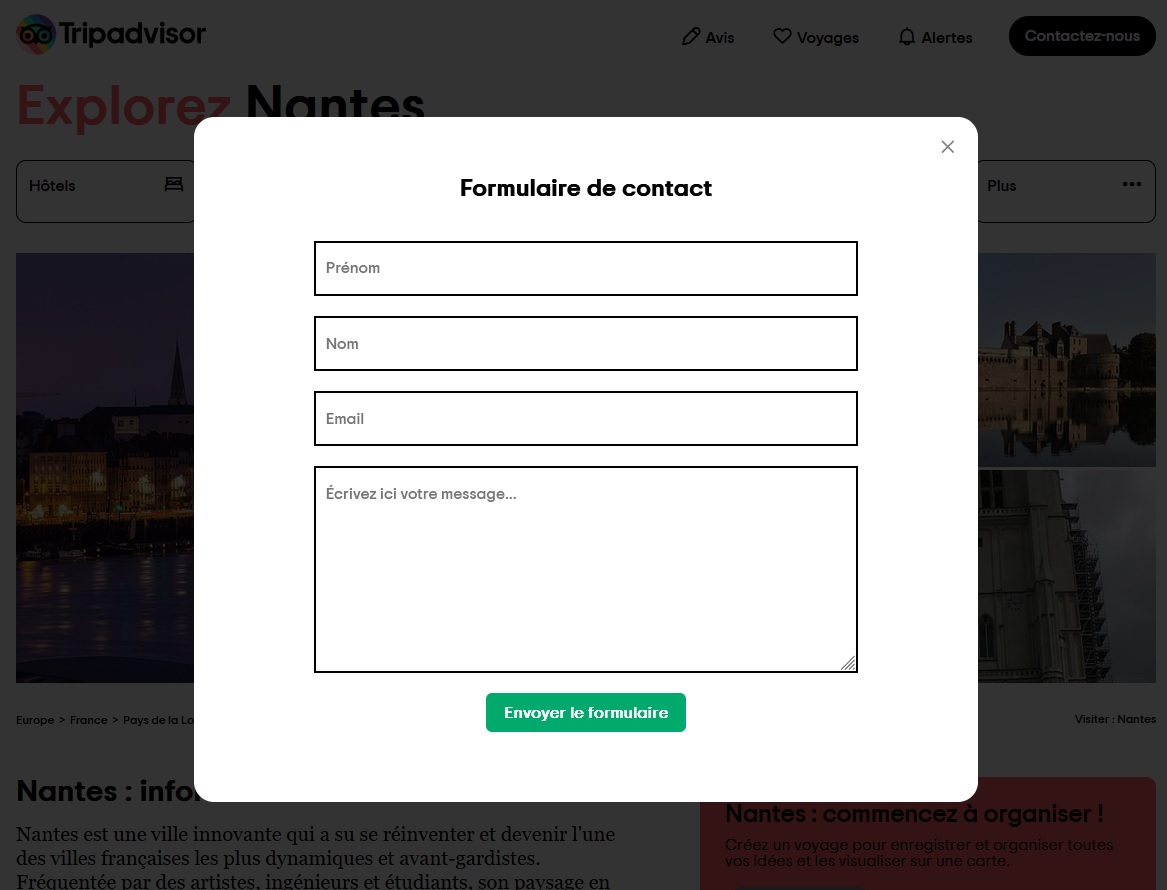 Tripadvisor
Avis
Voyages
Alertes
Contactez-nous
Explorez Nantes
Hôtels
Plus
Formulaire de contact
Prénom
Nom
Email
Écrivez ici votre message...
Envoyer le formulaire
Europe > France > Pays de la Lo
Visiter : Nantes
Nantes : infor
Nantes est une ville innovante qui a su se réinventer et devenir l'une
des villes françaises les plus dynamiques et avant-gardistes.
Fréquentée par des artistes, ingénieurs et étudiants, son paysage en
Nantes : commencez à organiser !
Créez un voyage pour enregistrer et organiser toutes
vos idées et les visualiser sur une carte.